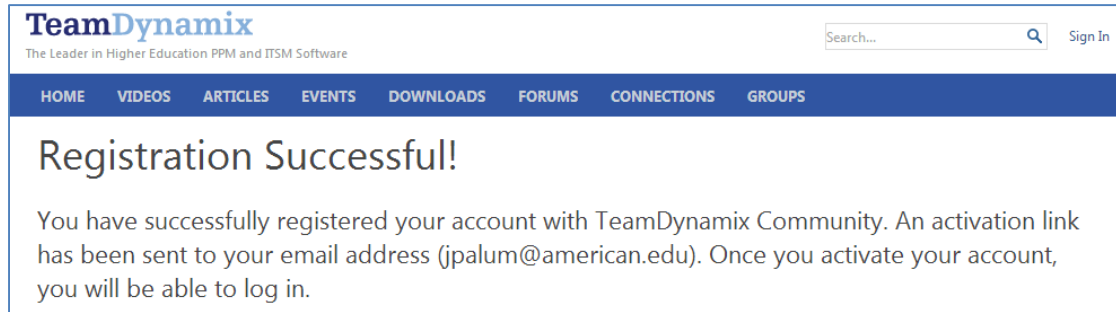 TeamDynamix
The Leader in Higher Education PPM and ITSM Software
Search...
Sign In
HOME VIDEOS ARTICLES EVENTS DOWNLOADS FORUMS CONNECTIONS GROUPS
Registration Successful!
You have successfully registered your account with TeamDynamix Community. An activation link
has been sent to your email address (jpalum@american.edu). Once you activate your account,
you will be able to log in.